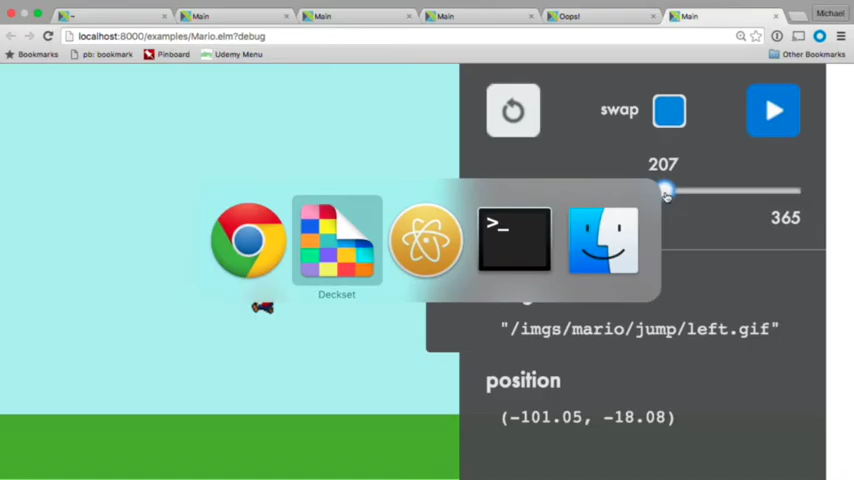 ~
Main
Main
Main
Oops!
Main
Michael
localhost:8000/examples/Mario.elm?debug
Bookmarks
pb: bookmark
Pinboard
Udemy Menu
Other Bookmarks
swap
207
365
>_
Deckset
"/imgs/mario/jump/left.gif"
position
(-101.05, -18.08)